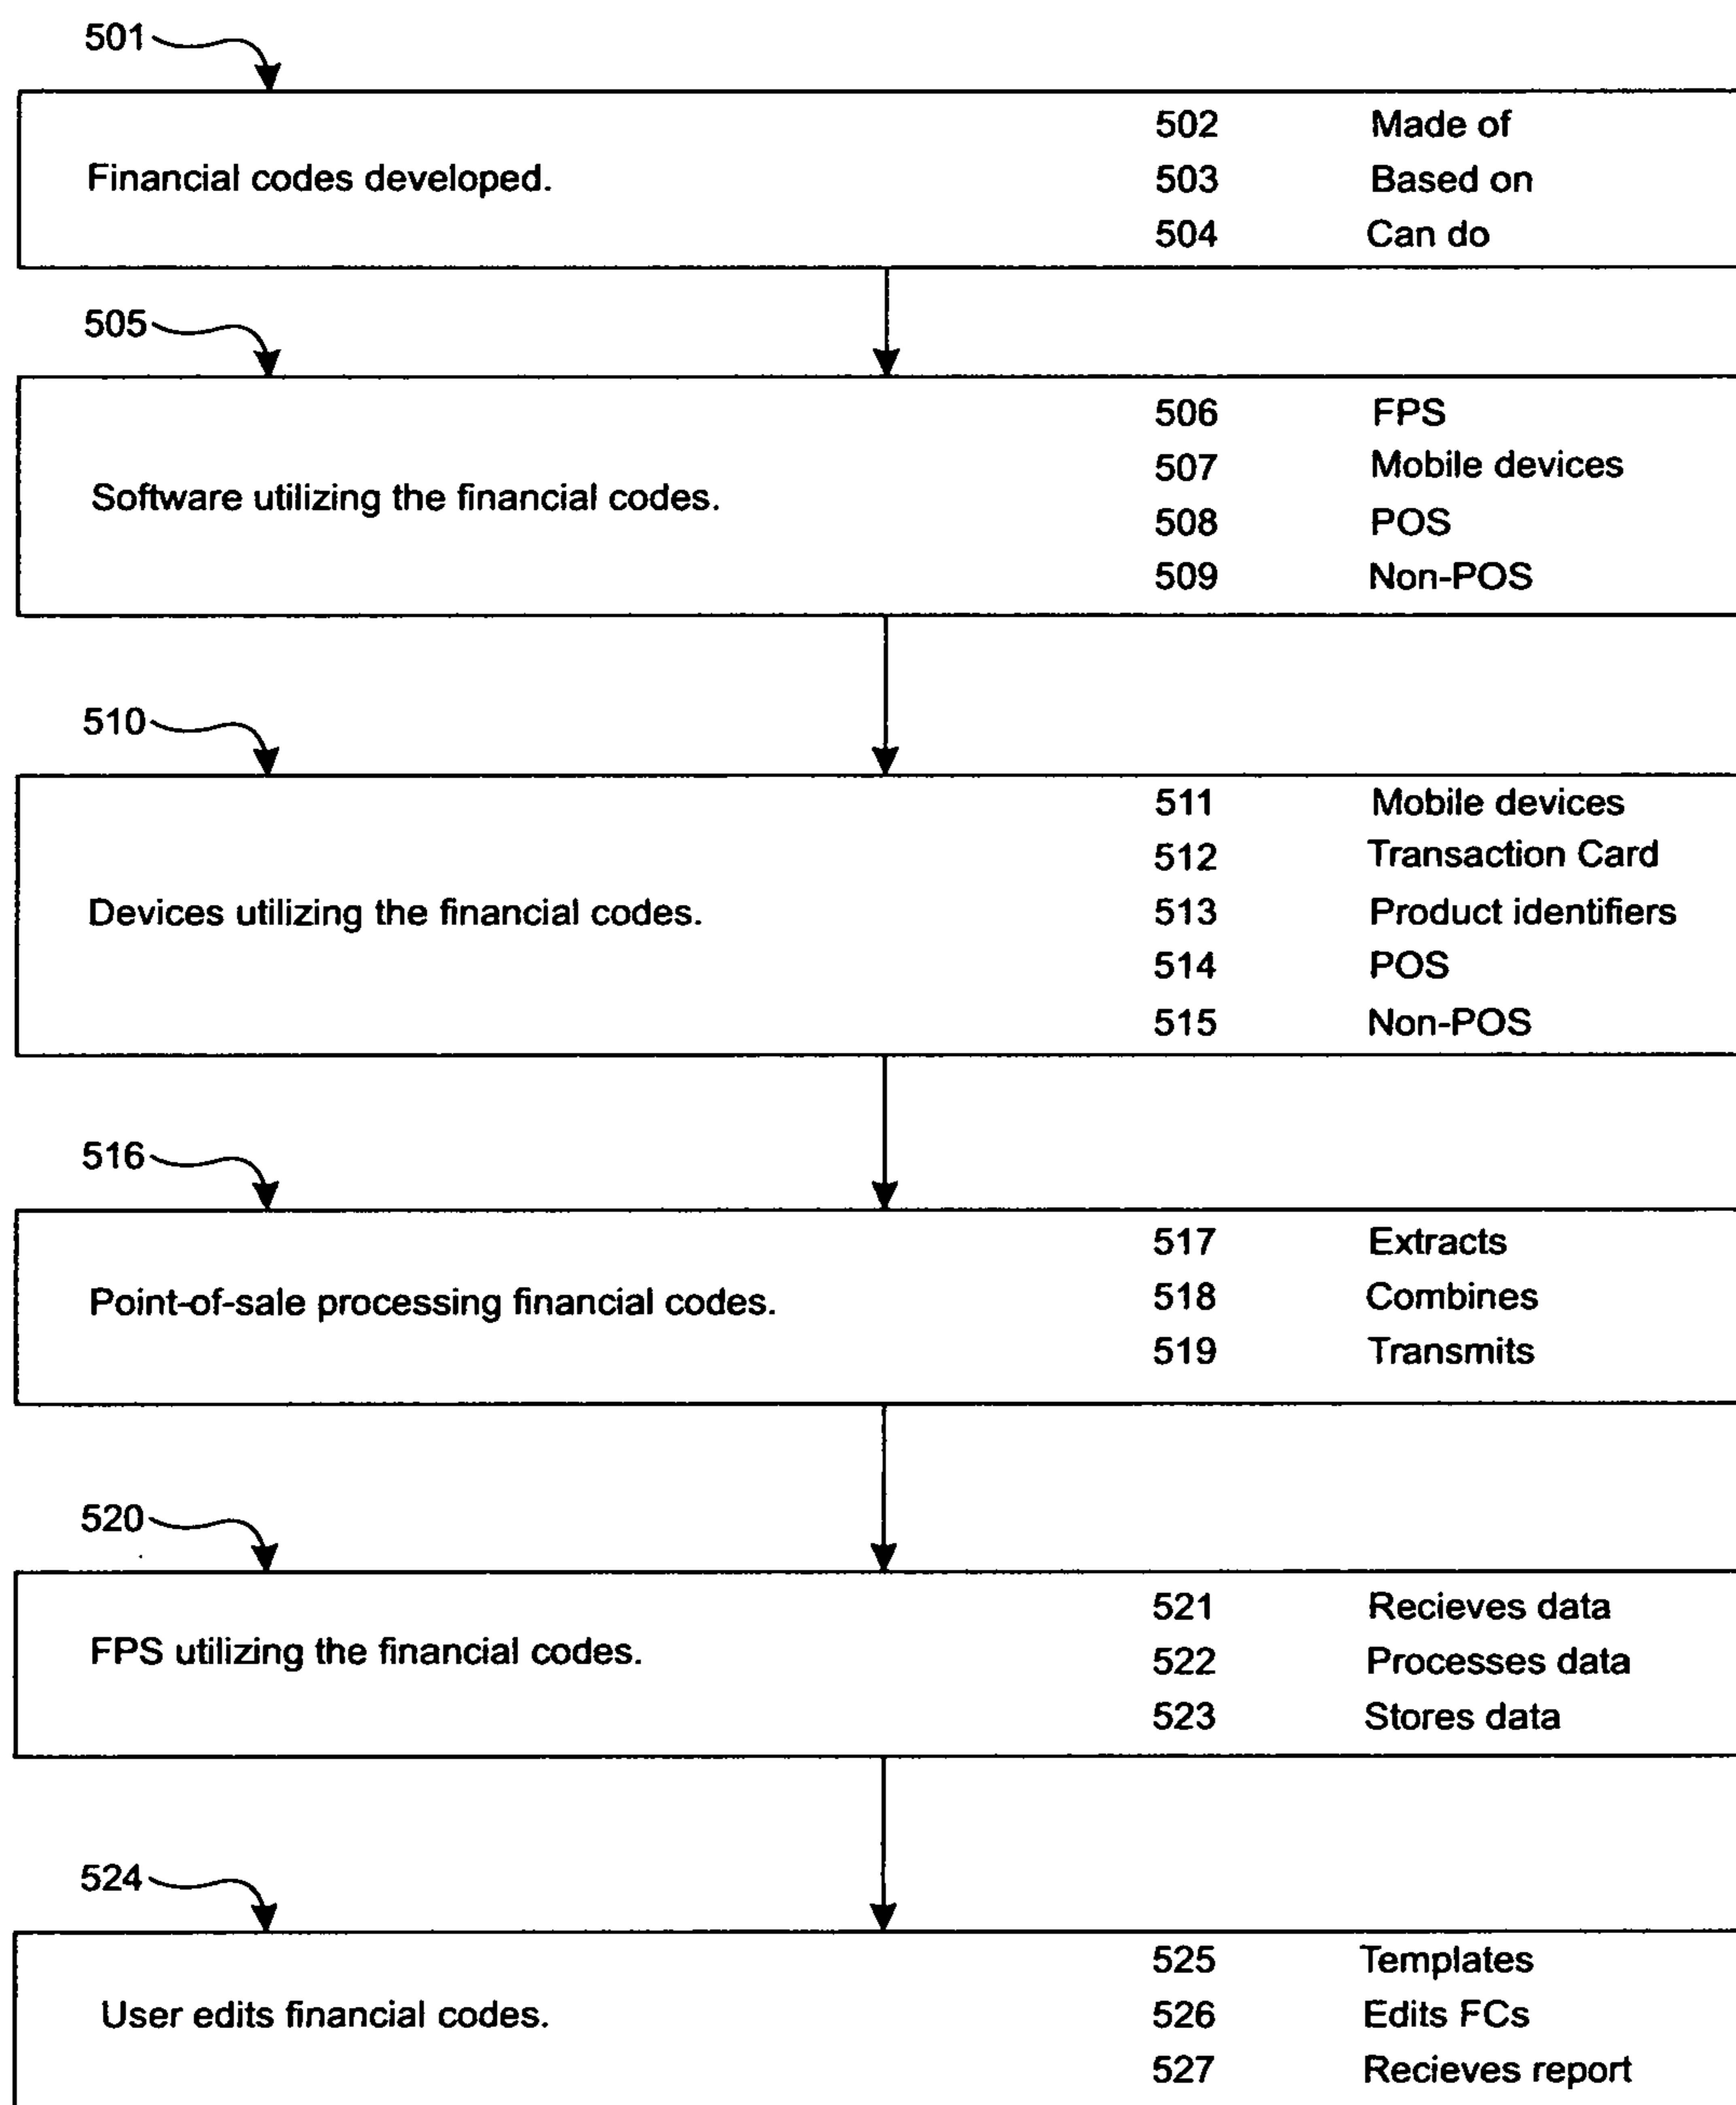 501
502 Made of
Financial codes developed. 503 Based on
504 Can do
505
506 FPS
507 Mobile devices
Software utilizing the financial codes.
508 POS
509 Non-POS
510
511 Mobile devices
512 Transaction Card
Devices utilizing the financial codes. 513 Product identifiers
514 POS
515 Non-POS
516
517 Extracts
Point-of-sale processing financial codes. 518 Combines
519 Transmits
520
521 Recieves data
FPS utilizing the financial codes. 522 Processes data
523 Stores data
524
525 Templates
User edits financial codes. 526 Edits FCs
527 Recieves report